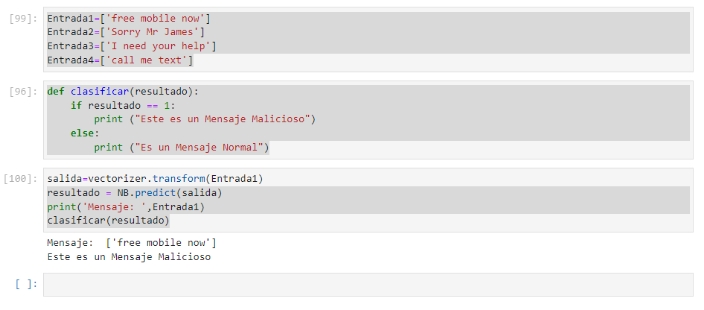 [99]: Entrada1=['free mobile now']
Entrada2=['Sorry Mr James']
Entrada3=['I need your help']
Entrada4=['call me text']
[96]: def clasificar(resultado):
if resultado == 1:
print ("Este es un Mensaje Malicioso")
else:
print ("Es un Mensaje Normal")
[100]: salida=vectorizer.transform(Entrada1)
resultado = NB.predict(salida)
print('Mensaje: ',Entrada1)
clasificar(resultado)
Mensaje:  ['free mobile now']
Este es un Mensaje Malicioso
[ ]: